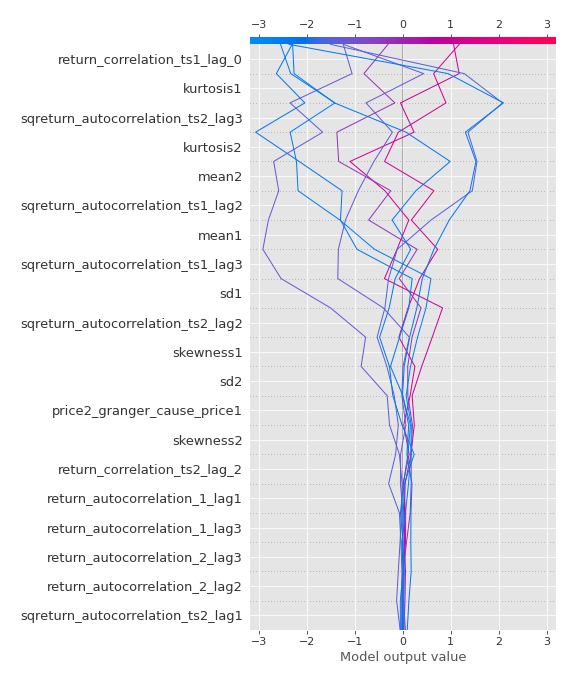 −3 −2 −1 0 1 2 3
return_correlation_ts1_lag_0
kurtosis1
sqreturn_autocorrelation_ts2_lag3
kurtosis2
mean2
sqreturn_autocorrelation_ts1_lag2
mean1
sqreturn_autocorrelation_ts1_lag3
sd1
sqreturn_autocorrelation_ts2_lag2
skewness1
sd2
price2_granger_cause_price1
skewness2
return_correlation_ts2_lag_2
return_autocorrelation_1_lag1
return_autocorrelation_1_lag3
return_autocorrelation_2_lag3
return_autocorrelation_2_lag2
sqreturn_autocorrelation_ts2_lag1
−3 −2 −1 0 1 2 3
Model output value